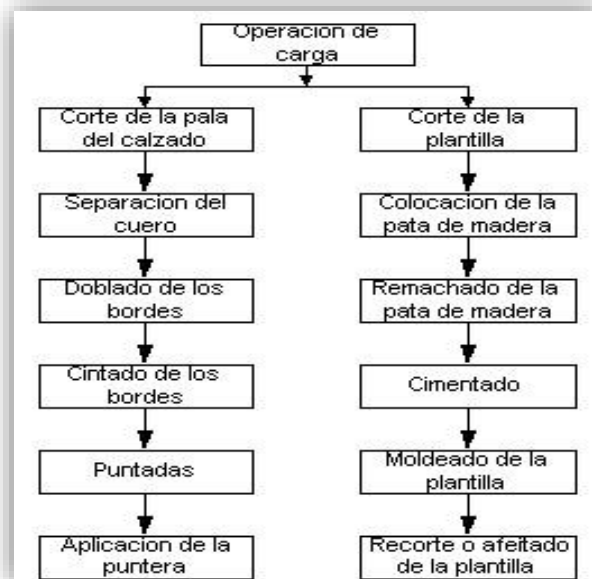 Operacion de
carga
Corte de la pala
del calzado
Corte de la
plantilla
Separacion del
cuero
Colocacion de la
pata de madera
Doblado de los
bordes
Remachado de la
pata de madera
Cintado de los
bordes
Cimentado
Puntadas
Moldeado de la
plantilla
Aplicacion de la
puntera
Recorte o afeitado
de la plantilla